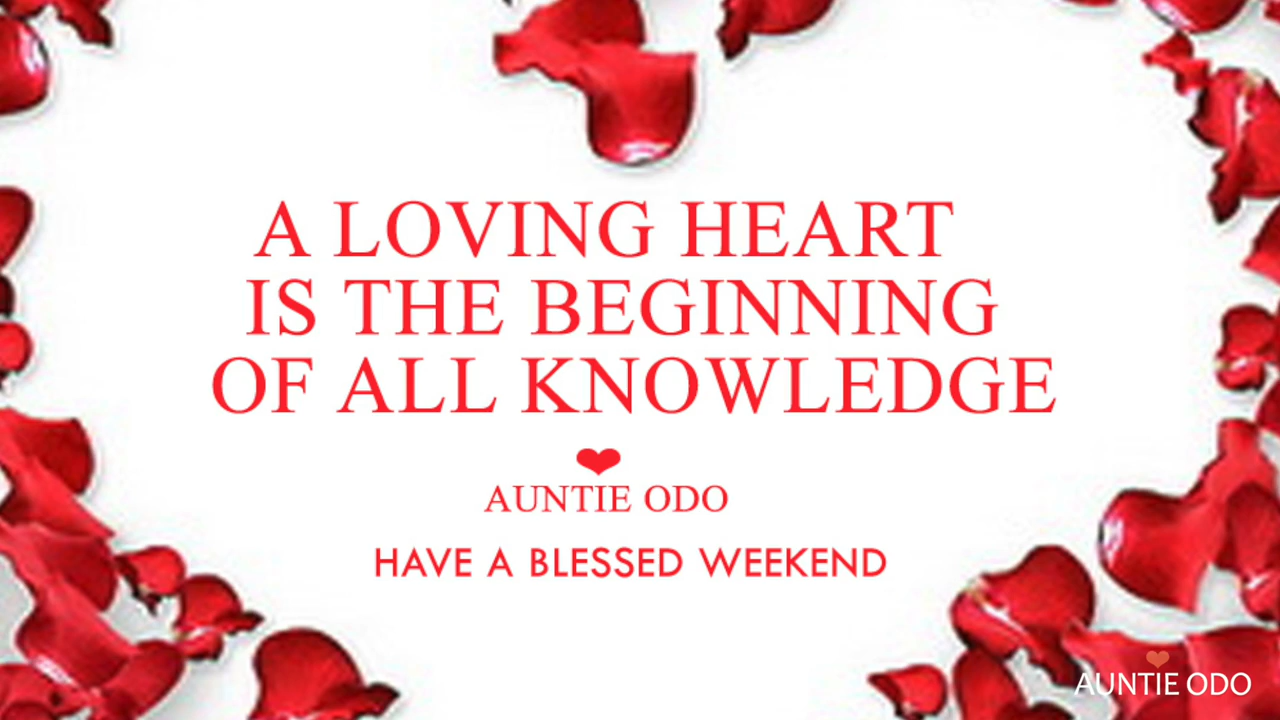 A LOVING HEART
IS THE BEGINNING
OF ALL KNOWLEDGE
AUNTIE ODO
HAVE A BLESSED WEEKEND
AUNTIE ODO